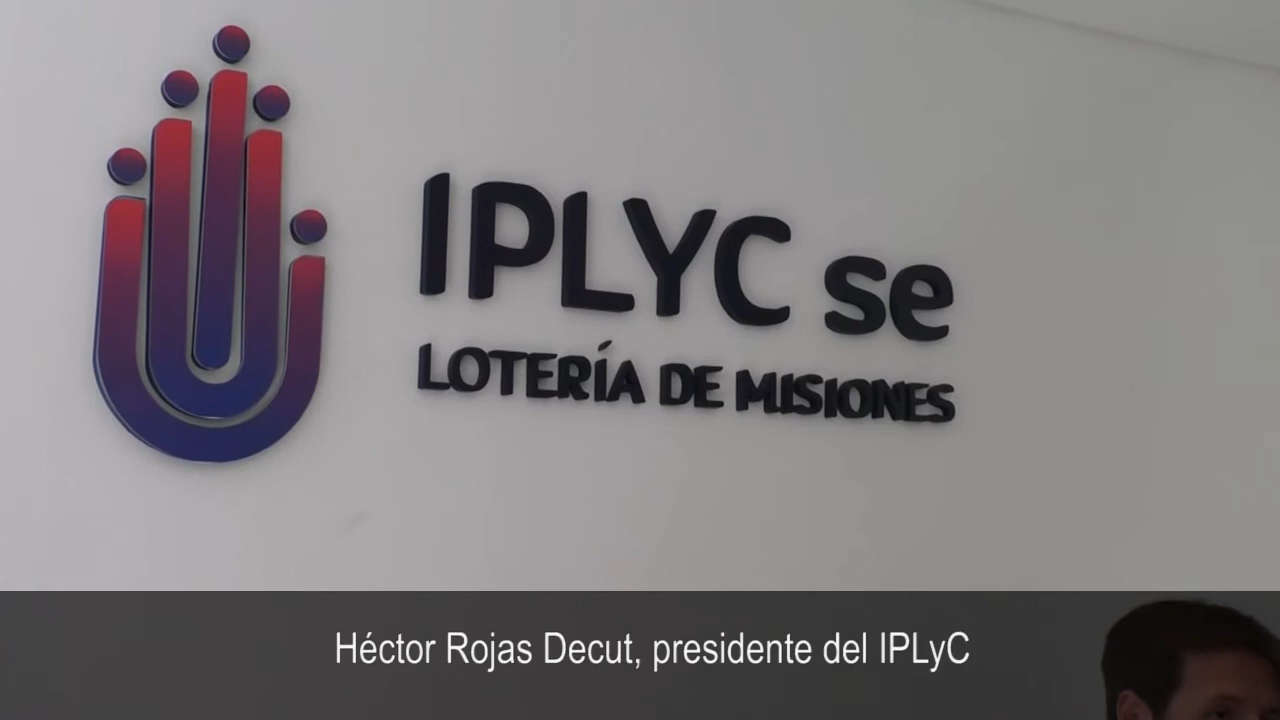 IPLYC se
LOTERÍA DE MISIONES
Héctor Rojas Decut, presidente del IPLyC